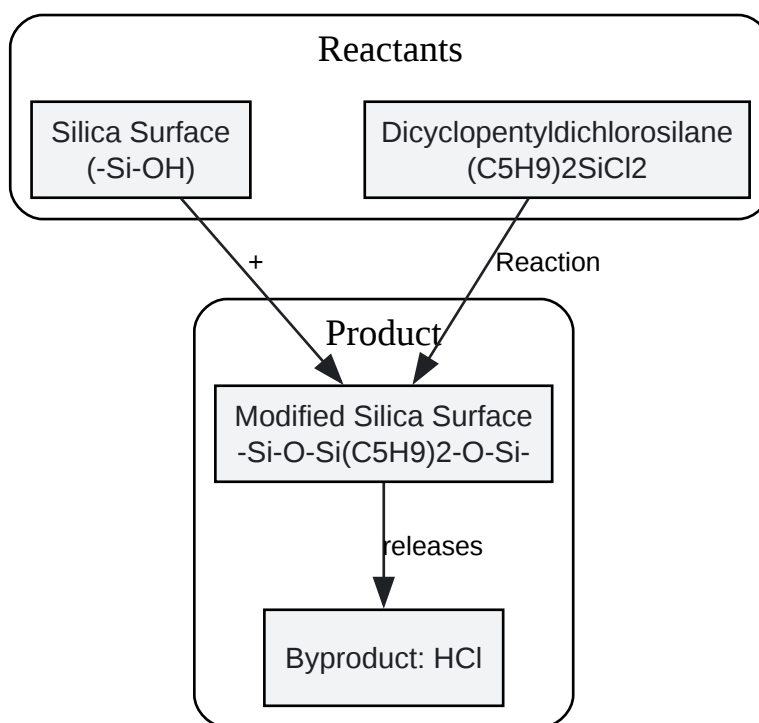 Reactants
Silica Surface
(-Si-OH)
Dicyclopentyldichlorosilane
(C5H9)2SiCl2
+
Reaction
Product
Modified Silica Surface
-Si-O-Si(C5H9)2-O-Si-
releases
Byproduct: HCl